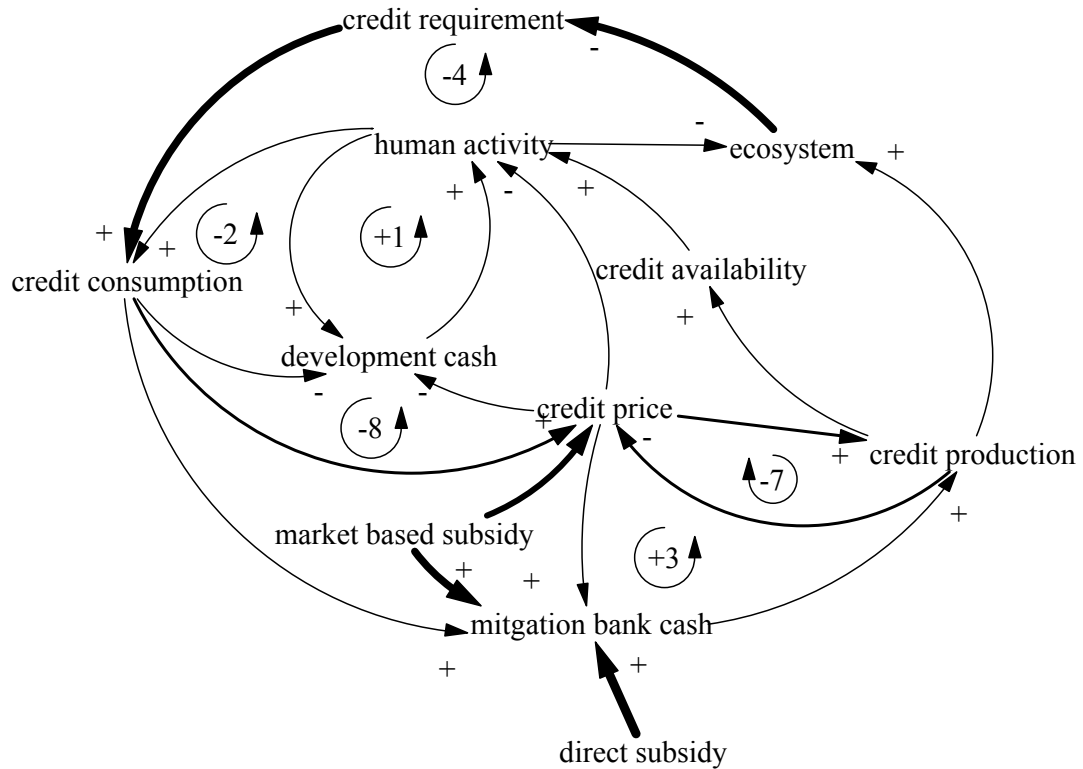 credit requirement
-
-4
-
human activity
ecosystem
+
+
-
+
+
-2
+1
+
+
credit availability
credit consumption
+
+
development cash
-
-
credit price
+
-8
-
+
credit production
-7
+
market based subsidy
+3
+
+
mitgation bank cash
+
+
direct subsidy